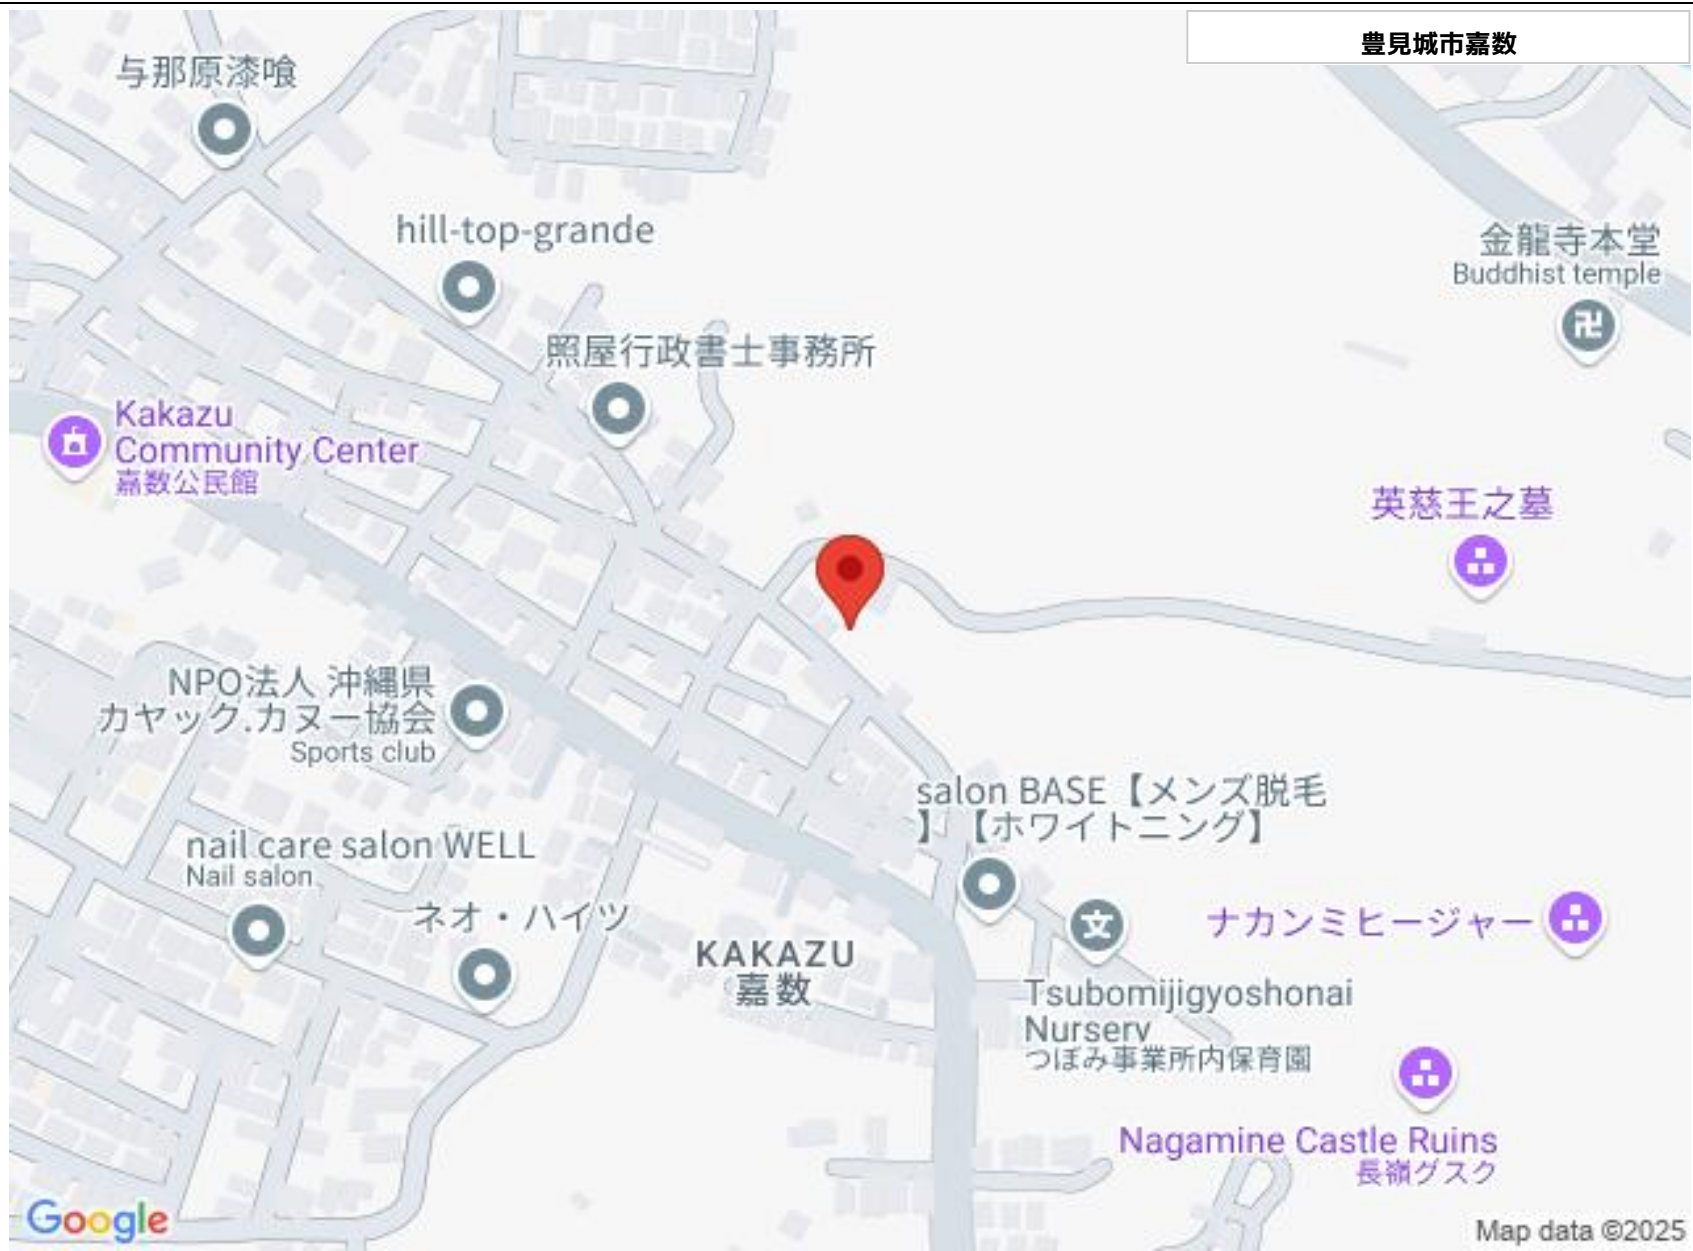 豊見城市嘉数
与那原漆喰
hill-top-grande
金龍寺本堂
Buddhist temple
照屋行政書士事務所
Kakazu
Community Center
嘉数公民館
英慈王之墓
NPO法人 沖縄県
カヤック.カヌー協会
Sports club
salon BASE【メンズ脱毛
】【ホワイトニング】
nail care salon WELL
Nail salon
ネオ・ハイツ
文
ナカンミヒージャー
KAKAZU
嘉数
Tsubomijigyoshonai
Nursery
つぼみ事業所内保育園
Nagamine Castle Ruins
長嶺グスク
Google
Map data ©2025